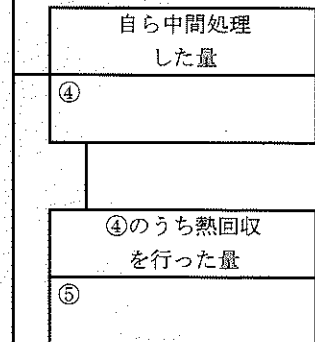 自ら中間処理
した量
④
④のうち熱回収
を行った量
⑤